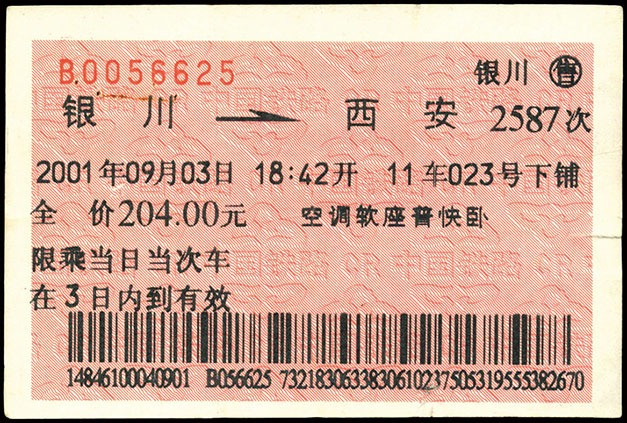 B.0056625
银川 ㊞售
银川 → 西安 2587次
2001年09月03日 18:42开 11车023号下铺
全 价204.00元 空调软座普快卧
限乘当日当次车
在3日内到有效
14846100040901 B056625 7321830633830610237505319555382670